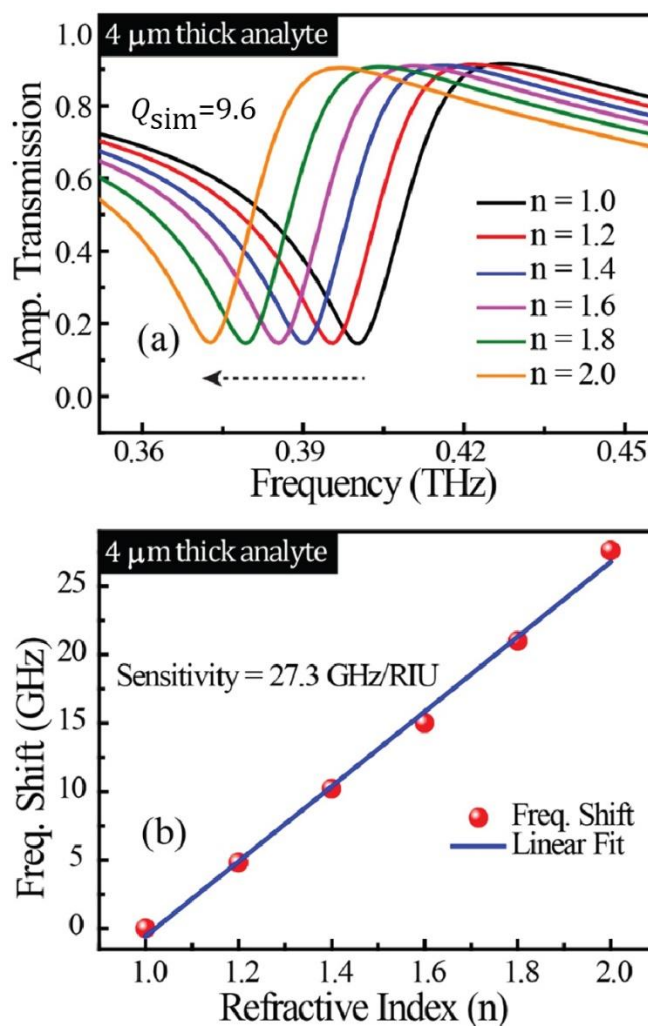 4 μm thick analyte
1.0
0.8
0.6
0.4
0.2
0.0
Amp. Transmission
Q_sim=9.6
n = 1.0
n = 1.2
n = 1.4
n = 1.6
n = 1.8
n = 2.0
(a)
0.36 0.39 0.42 0.45
Frequency (THz)
4 μm thick analyte
25
20
15
10
5
0
Freq. Shift (GHz)
Sensitivity = 27.3 GHz/RIU
(b)
Freq. Shift
Linear Fit
1.0 1.2 1.4 1.6 1.8 2.0
Refractive Index (n)